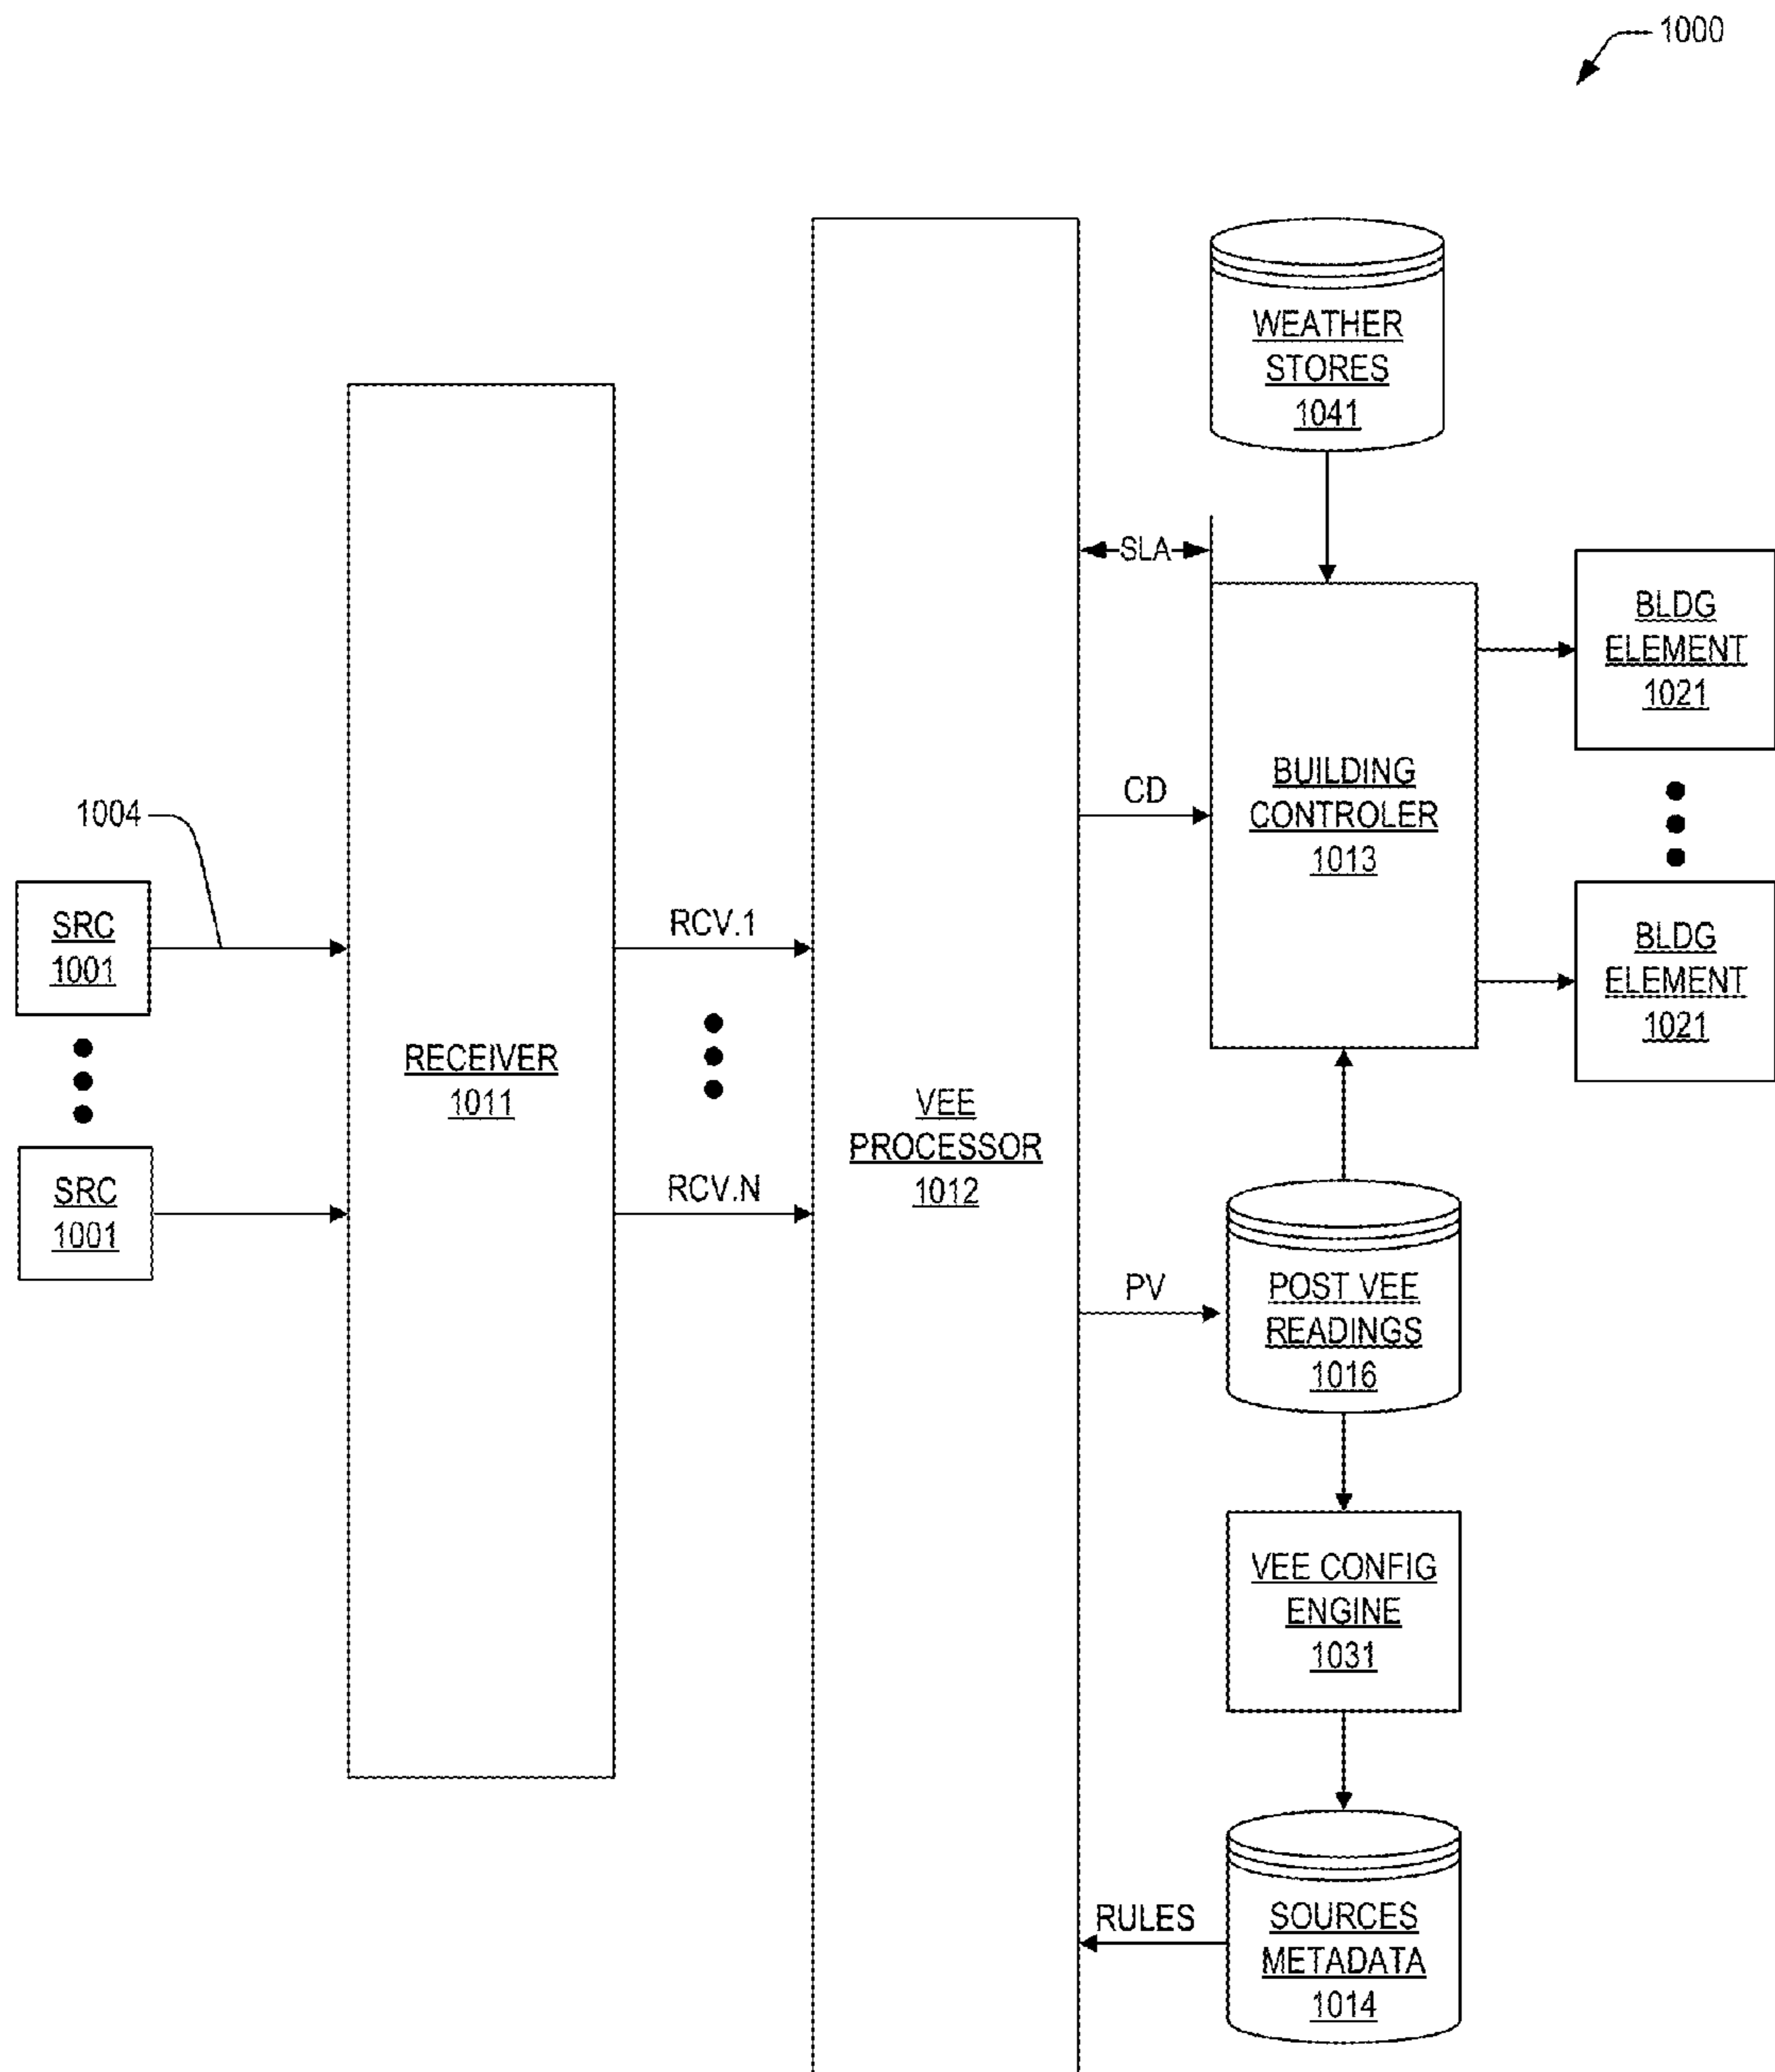 1000
WEATHER
STORES
1041
SLA
BLDG
ELEMENT
1021
BUILDING
CONTROLER
1013
CD
1004
SRC
1001
RCV.1
BLDG
ELEMENT
1021
RECEIVER
1011
VEE
PROCESSOR
1012
SRC
1001
RCV.N
PV
POST VEE
READINGS
1016
VEE CONFIG
ENGINE
1031
RULES
SOURCES
METADATA
1014